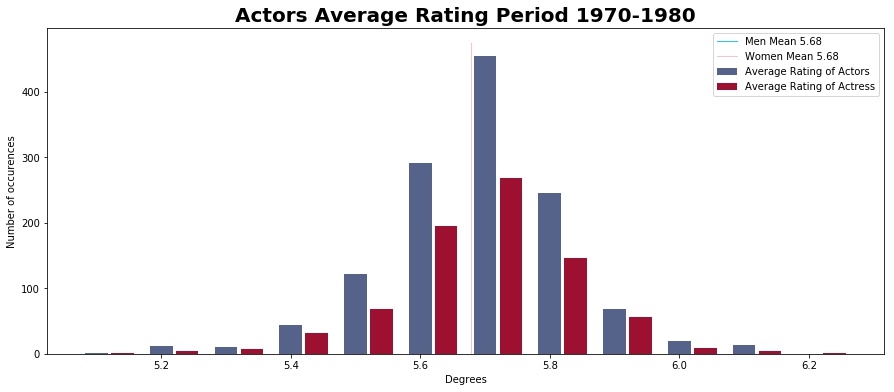 Actors Average Rating Period 1970-1980
Men Mean 5.68
Women Mean 5.68
Average Rating of Actors
Average Rating of Actress
Number of occurences
400
300
200
100
0
5.2 5.4 5.6 5.8 6.0 6.2
Degrees